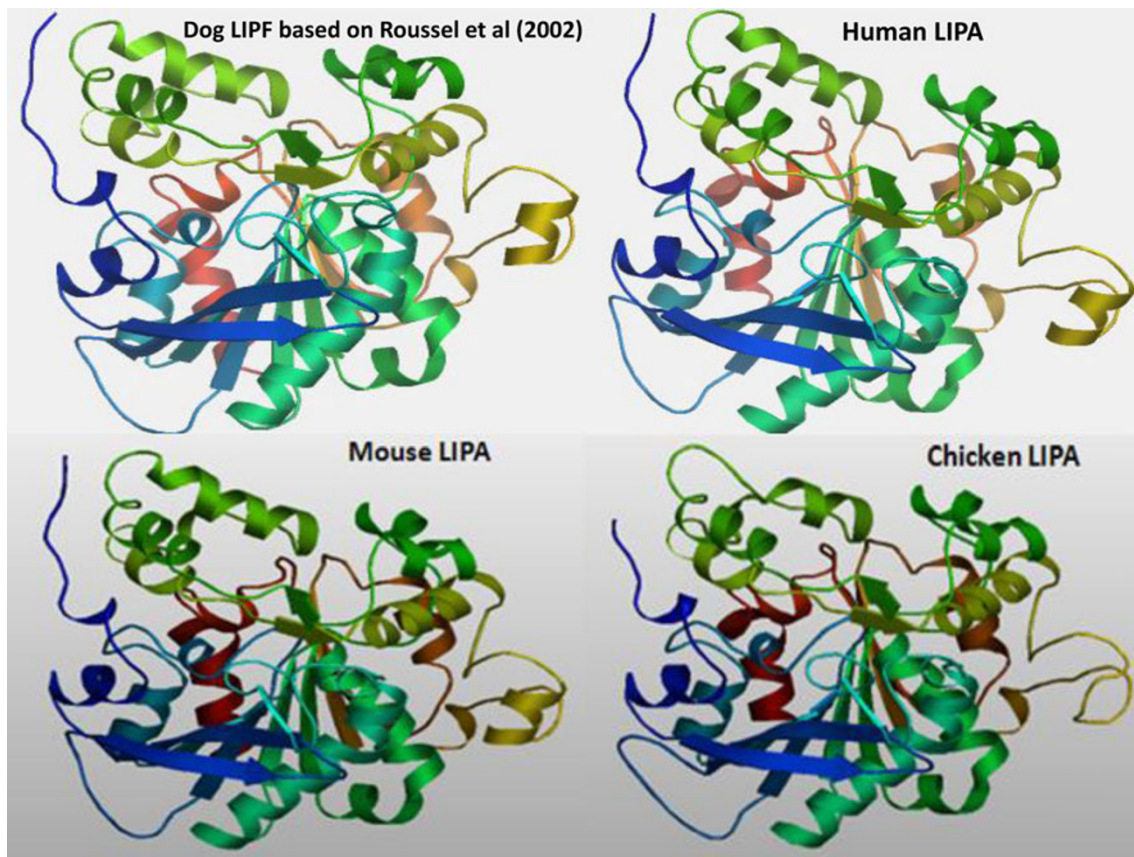 Dog LIPF based on Roussel et al (2002)
Human LIPA
Mouse LIPA
Chicken LIPA